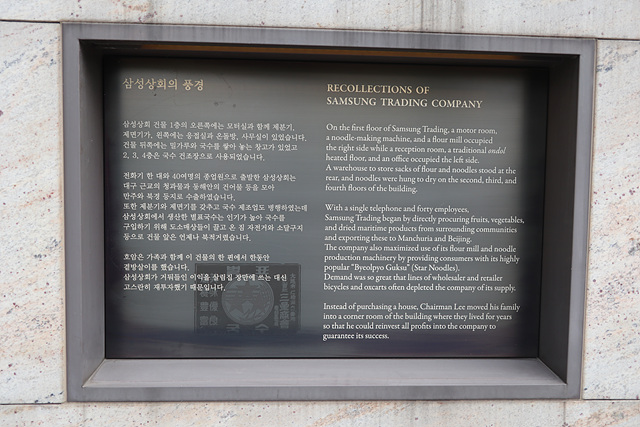 삼성상회의 풍경
삼성상회 건물 1층의 오른쪽에는 모터실과 함께 제분기,
제면기가, 왼쪽에는 응접실과 온돌방, 사무실이 있었습니다.
건물 뒤쪽에는 밀가루와 국수를 쌓아 놓는 창고가 있었고
2, 3, 4층은 국수 건조장으로 사용되었습니다.
전화기 한 대와 40여명의 종업원으로 출발한 삼성상회는
대구 근교의 청과물과 동해안의 건어물 등을 모아
만주와 북경 등지로 수출하였습니다.
또한 제분기와 제면기를 갖추고 국수 제조업도 병행하였는데
삼성상회에서 생산한 별표국수는 인기가 높아 국수를
구입하기 위해 도소매상들이 끌고 온 짐 자전거와 소달구지
등으로 건물 앞은 언제나 북적거렸습니다.
호암은 가족과 함께 이 건물의 한 편에서 한동안
곁방살이를 했습니다.
삼성상회가 거둬들인 이익을 살림집 장만에 쓰는 대신
고스란히 재투자했기 때문입니다.
RECOLLECTIONS OF
SAMSUNG TRADING COMPANY
On the first floor of Samsung Trading, a motor room,
a noodle-making machine, and a flour mill occupied
the right side while a reception room, a traditional ondol
heated floor, and an office occupied the left side.
A warehouse to store sacks of flour and noodles stood at the
rear, and noodles were hung to dry on the second, third, and
fourth floors of the building.
With a single telephone and forty employees,
Samsung Trading began by directly procuring fruits, vegetables,
and dried maritime products from surrounding communities
and exporting these to Manchuria and Beijing.
The company also maximized use of its flour mill and noodle
production machinery by providing consumers with its highly
popular "Byeolpyo Guksu" (Star Noodles).
Demand was so great that lines of wholesaler and retailer
bicycles and oxcarts often depleted the company of its supply.
Instead of purchasing a house, Chairman Lee moved his family
into a corner room of the building where they lived for years
so that he could reinvest all profits into the company to
guarantee its success.